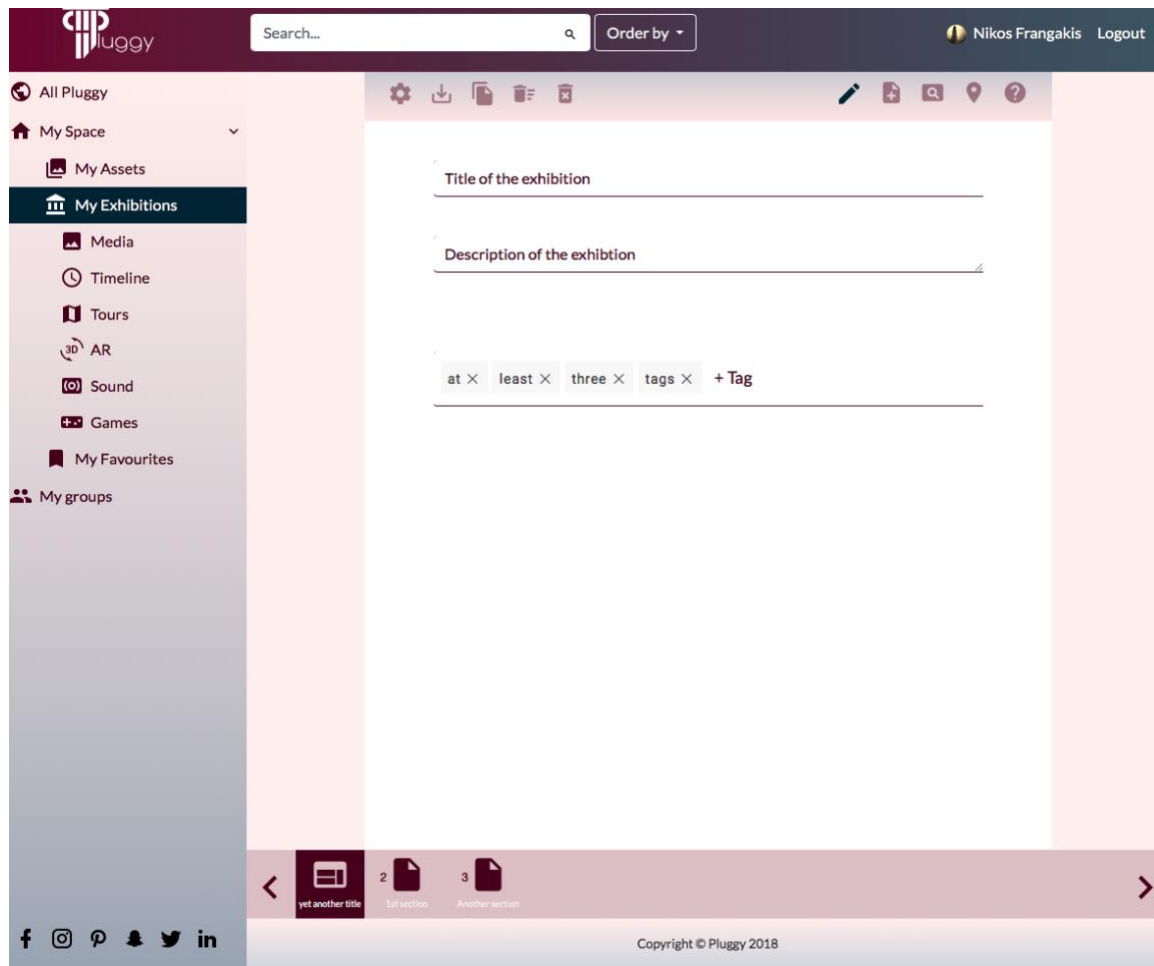 Pluggy
Search...
Order by
Nikos Frangakis Logout
All Pluggy
My Space
My Assets
My Exhibitions
Media
Timeline
Tours
3D AR
Sound
Games
My Favourites
My groups
Title of the exhibition
Description of the exhibtion
at × least × three × tags × + Tag
yet another title
2
1st section
3
Another section
Copyright © Pluggy 2018